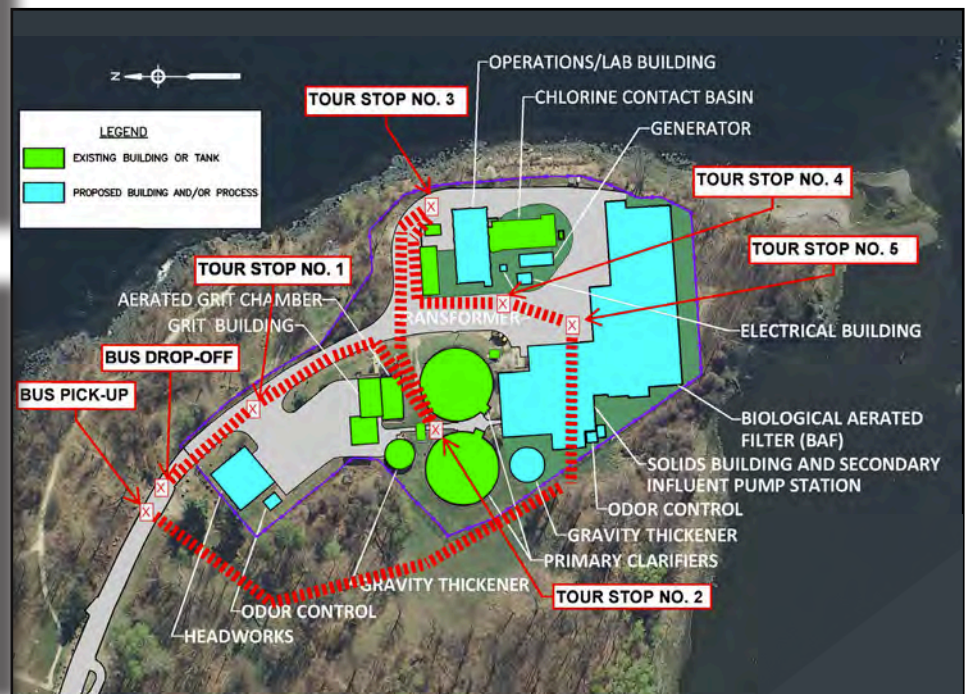 OPERATIONS/LAB BUILDING
N
TOUR STOP NO. 3
CHLORINE CONTACT BASIN
LEGEND
GENERATOR
EXISTING BUILDING OR TANK
PROPOSED BUILDING AND/OR PROCESS
TOUR STOP NO. 4
TOUR STOP NO. 5
TOUR STOP NO. 1
AERATED GRIT CHAMBER
TRANSFORMER
GRIT BUILDING
ELECTRICAL BUILDING
BUS DROP-OFF
BUS PICK-UP
BIOLOGICAL AERATED
FILTER (BAF)
SOLIDS BUILDING AND SECONDARY
INFLUENT PUMP STATION
ODOR CONTROL
GRAVITY THICKENER
PRIMARY CLARIFIERS
GRAVITY THICKENER
TOUR STOP NO. 2
ODOR CONTROL
HEADWORKS
X
X
X
X
X
X
X